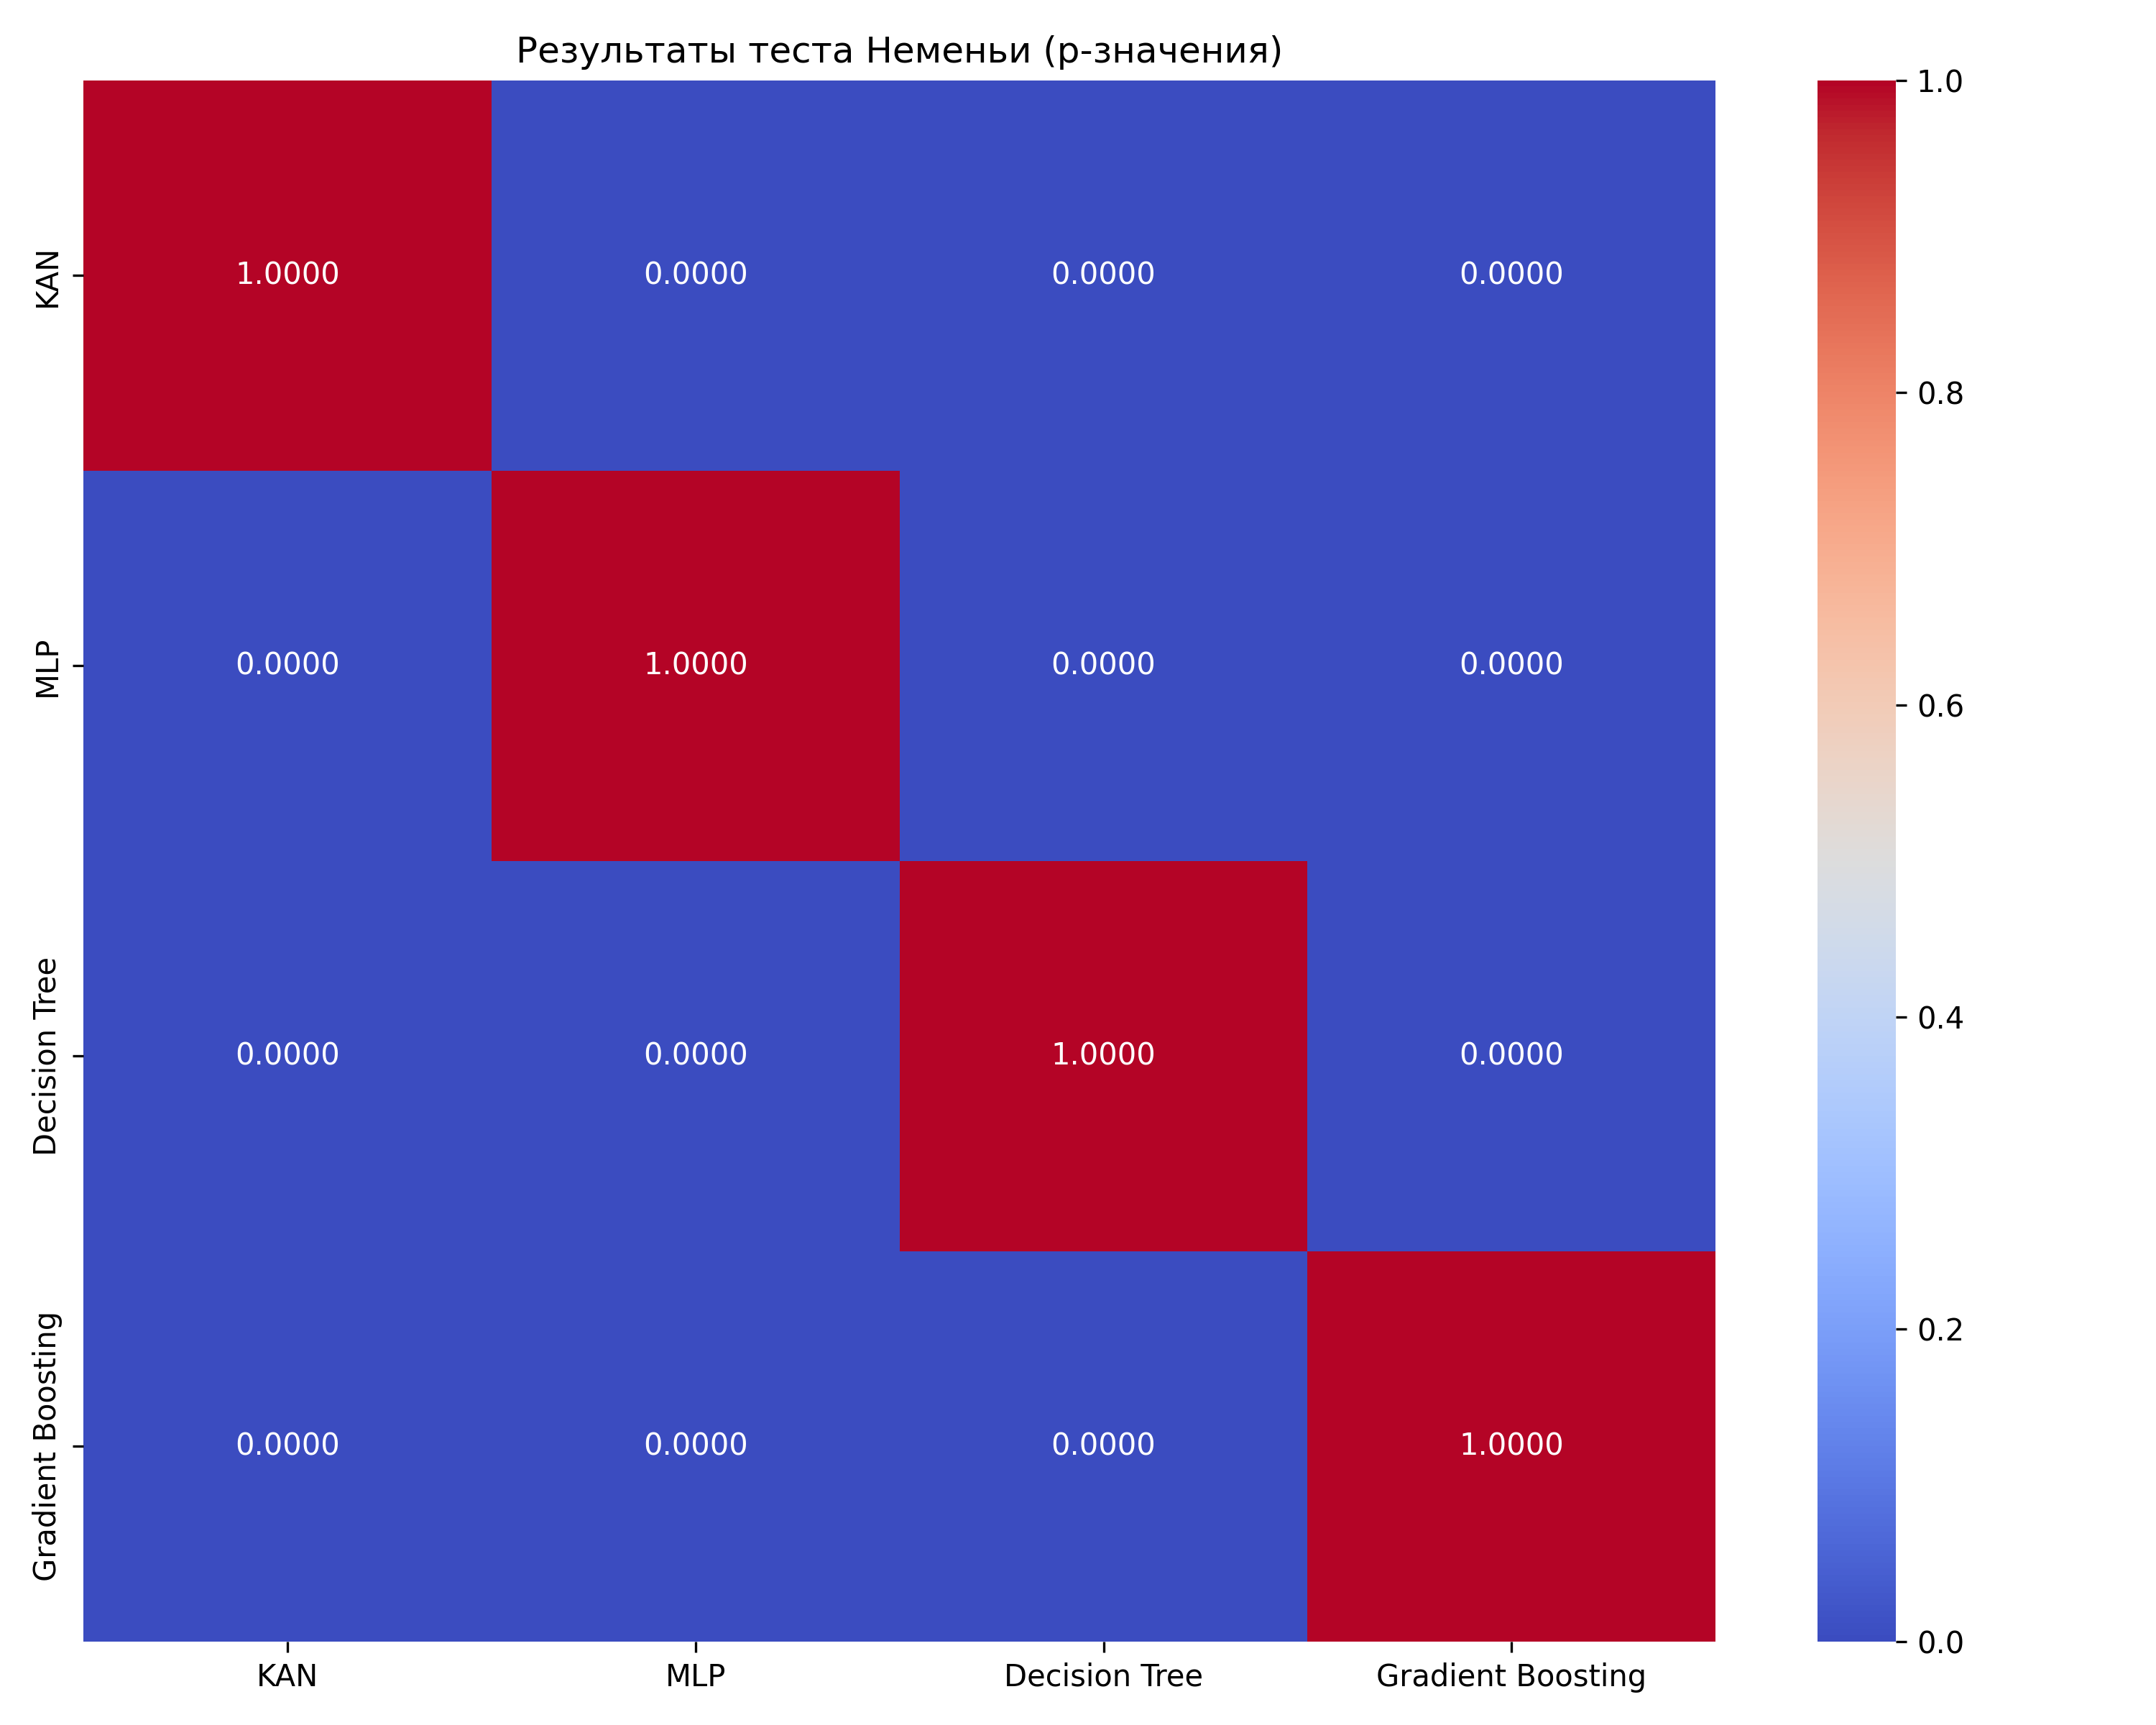 Результаты теста Неменьи (p-значения)
KAN
1.0000 0.0000 0.0000 0.0000
MLP
0.0000 1.0000 0.0000 0.0000
Decision Tree
0.0000 0.0000 1.0000 0.0000
Gradient Boosting
0.0000 0.0000 0.0000 1.0000
KAN MLP Decision Tree Gradient Boosting
1.0
0.8
0.6
0.4
0.2
0.0